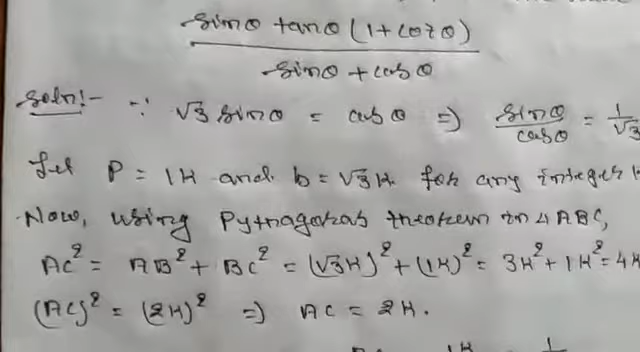 sinθ tanθ (1 + cotθ)
sinθ + cosθ
Soln:- ∵ √3 sinθ = cosθ => sinθ/cosθ = 1/√3
Let P = 1K and b = √3K for any integer K
Now, using Pythagoras theorem in △ABC,
AC² = AB² + BC² = (√3K)² + (1K)² = 3K² + 1K² = 4K
(AC)² = (2K)² => AC = 2K.